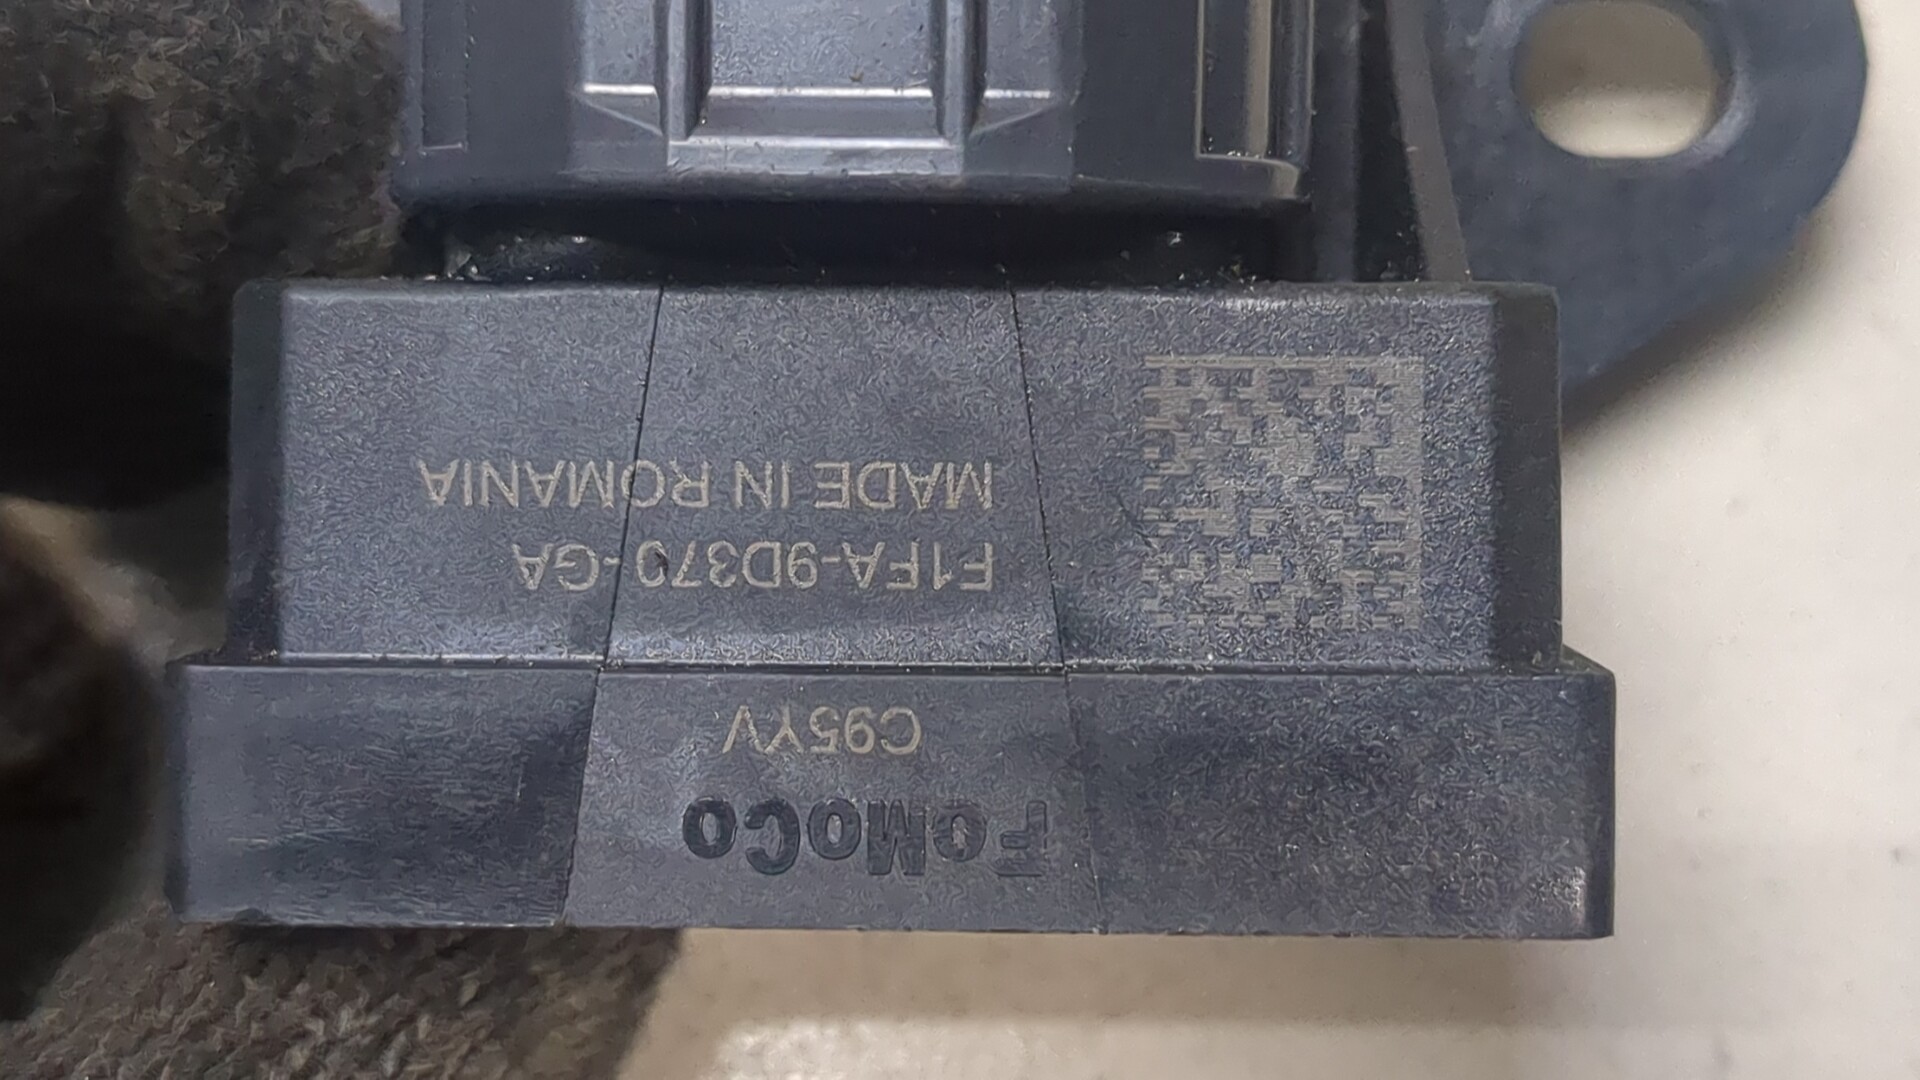 FoMoCo
C95YV
F1FA-9D370-GA
MADE IN ROMANIA